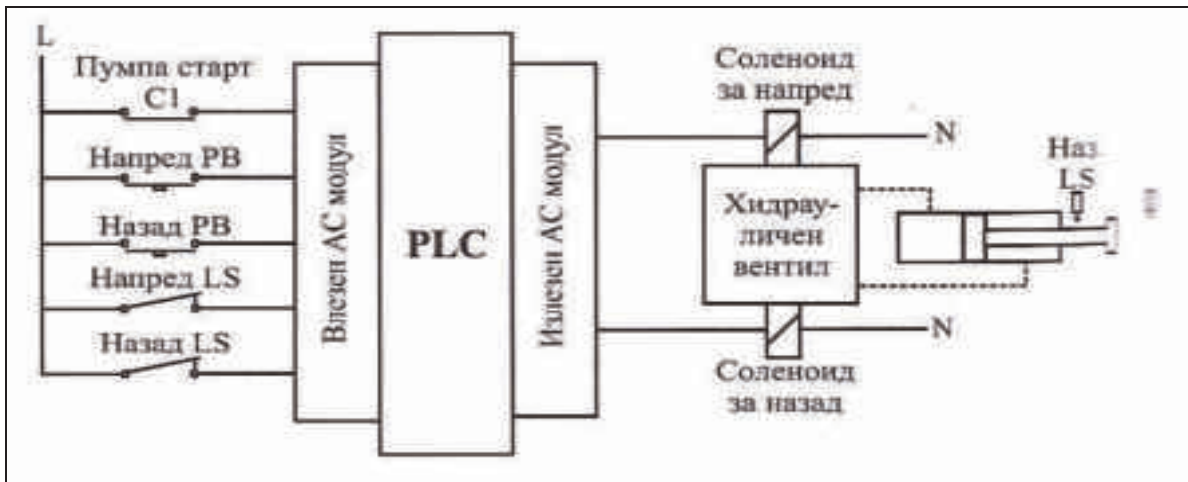 L
Пумпа старт
C1
Напред PB
Назад PB
Напред LS
Назад LS
Влезен AC модул
PLC
Излезен AC модул
Соленоид
за напред
N
Хидрау-
личен
вентил
Наз
LS
N
Соленоид
за назад